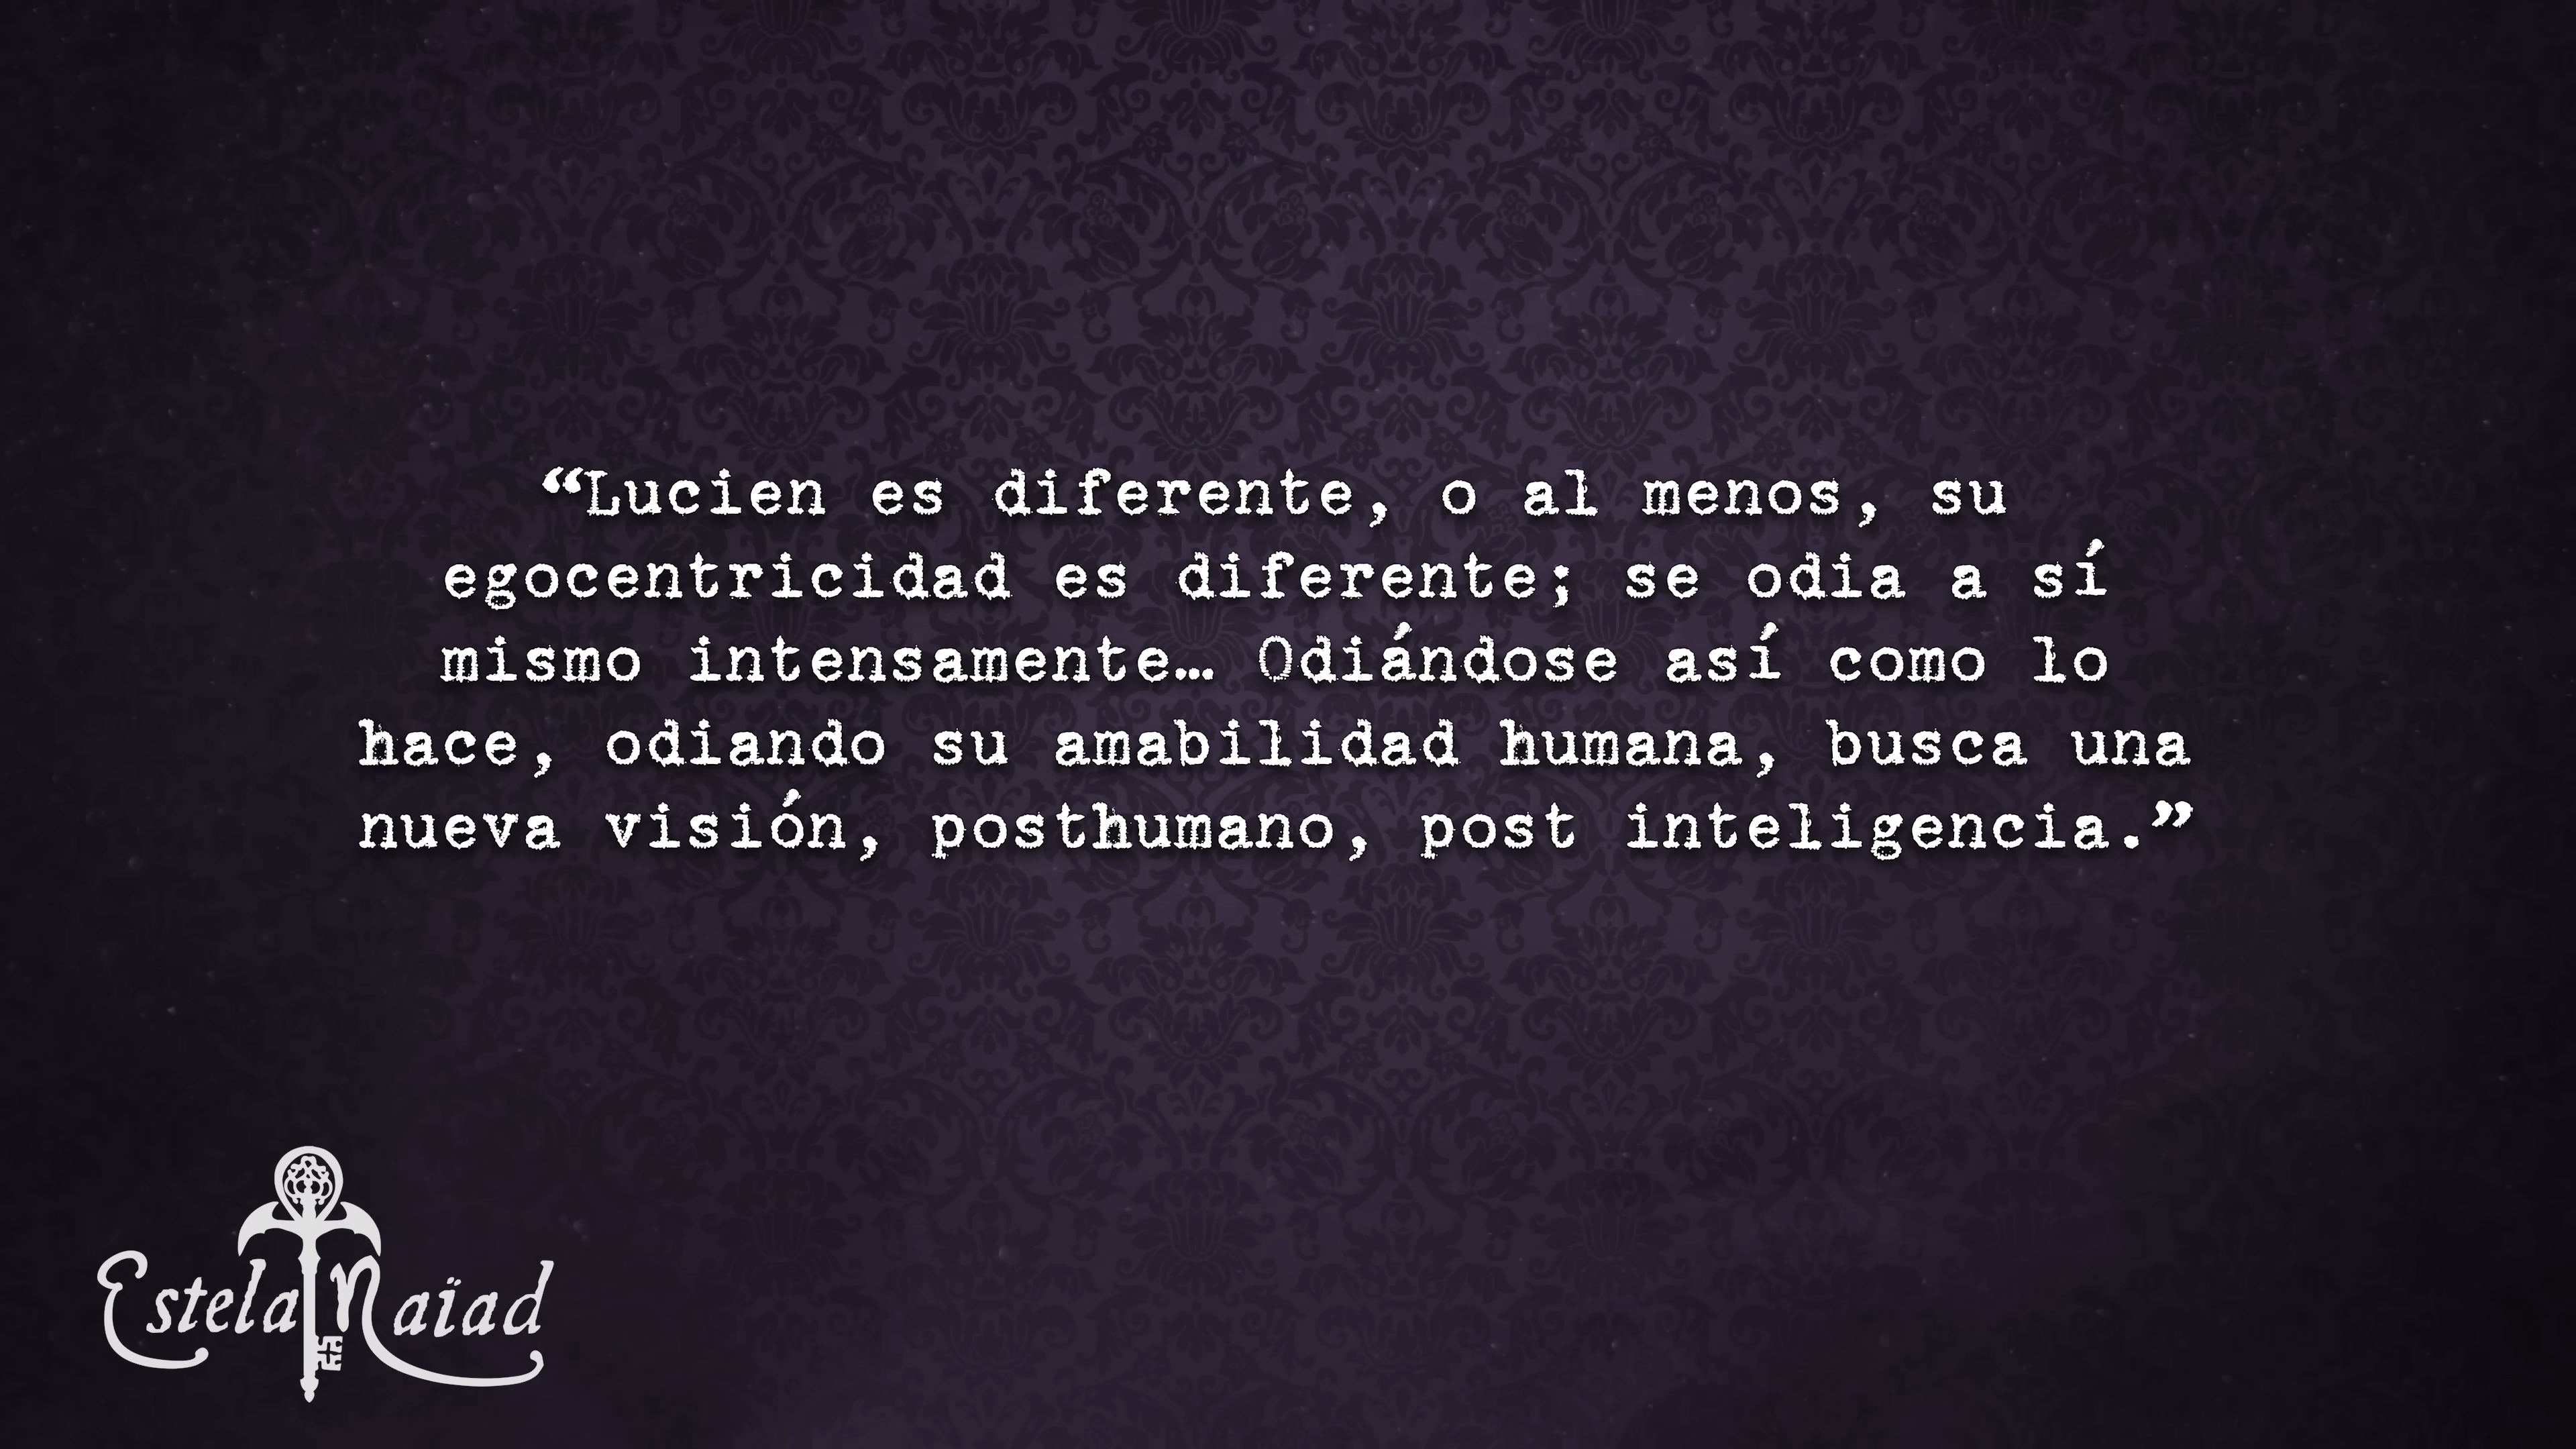 “Lucien es diferente, o al menos, su
egocentricidad es diferente; se odia a sí
mismo intensamente… Odiándose así como lo
hace, odiando su amabilidad humana, busca una
nueva visión, posthumano, post inteligencia.”
Estela Naïad